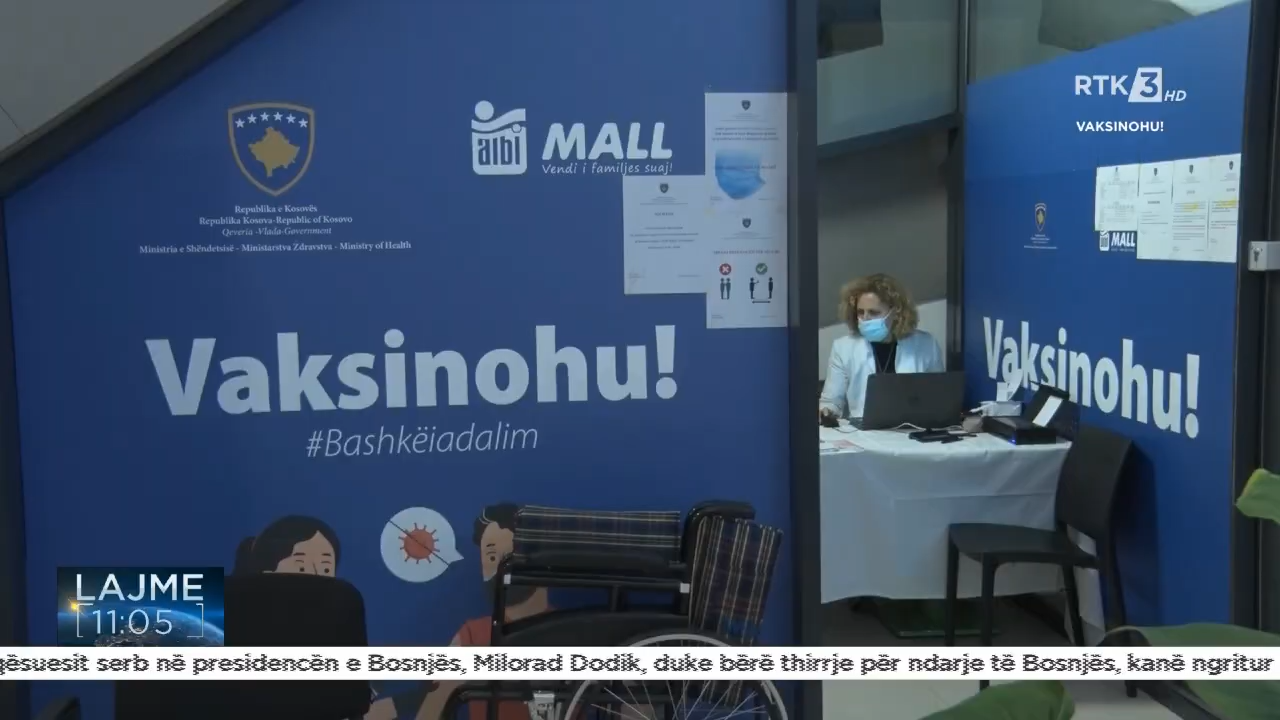 RTK 3 HD
VAKSINOHU!
albi MALL
Vendi i familjes suaj!
Republika e Kosovës
Republika Kosova-Republic of Kosovo
Qeveria -Vlada-Government
Ministria e Shëndetsisë - Ministarstva Zdravstva - Ministry of Health
Vaksinohu!
#Bashkëiadalim
albi MALL
Vaksinohu!
LAJME
11:05
qësuesit serb në presidencën e Bosnjës, Milorad Dodik, duke bërë thirrje për ndarje të Bosnjës, kanë ngritur